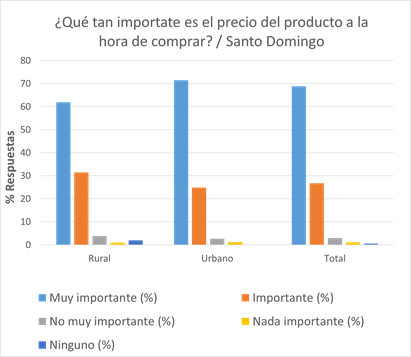 ¿Qué tan importate es el precio del producto a la
hora de comprar? / Santo Domingo
80
70
60
50
40
30
20
10
0
% Respuestas
Rural Urbano Total
Muy importante (%) Importante (%)
No muy importante (%) Nada importante (%)
Ninguno (%)